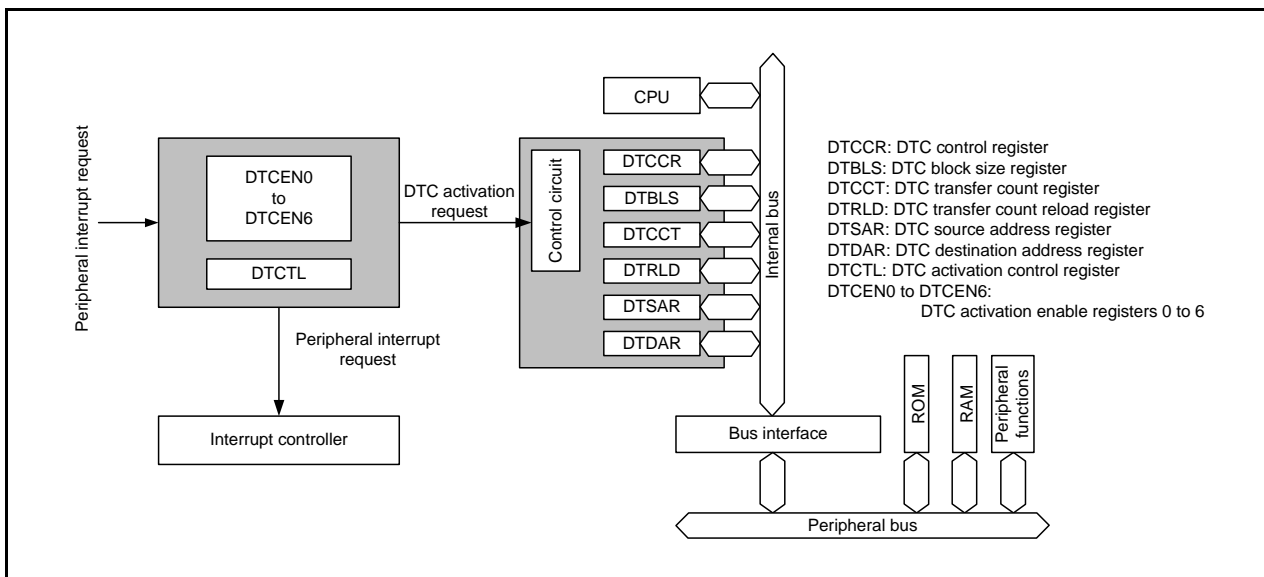 CPU
Peripheral interrupt request
DTCEN0
to
DTCEN6
DTCTL
DTC activation
request
Control circuit
DTCCR
DTBLS
DTCCT
DTRLD
DTSAR
DTDAR
Internal bus
DTCCR: DTC control register
DTBLS: DTC block size register
DTCCT: DTC transfer count register
DTRLD: DTC transfer count reload register
DTSAR: DTC source address register
DTDAR: DTC destination address register
DTCTL: DTC activation control register
DTCEN0 to DTCEN6:
DTC activation enable registers 0 to 6
Peripheral interrupt
request
Interrupt controller
Bus interface
ROM
RAM
Peripheral
functions
Peripheral bus